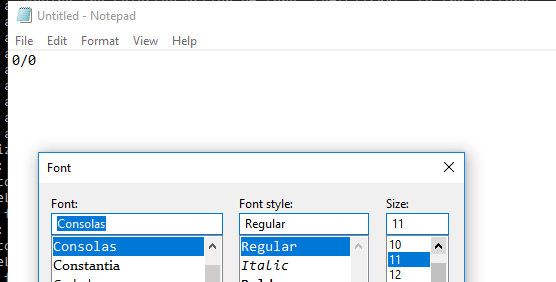 Untitled - Notepad
File Edit Format View Help
0/0
Font
Font: Font style: Size:
Consolas Regular 11
Consolas Regular 10
Constantia Italic 11
12